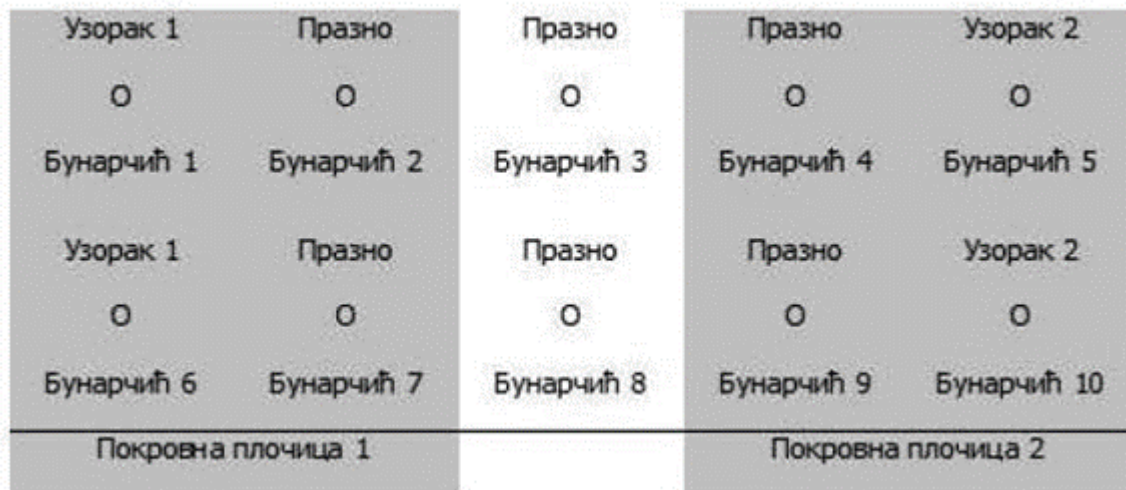 Узорак 1 Празно Празно Празно Узорак 2
О О О О О
Бунарчић 1 Бунарчић 2 Бунарчић 3 Бунарчић 4 Бунарчић 5
Узорак 1 Празно Празно Празно Узорак 2
О О О О О
Бунарчић 6 Бунарчић 7 Бунарчић 8 Бунарчић 9 Бунарчић 10
Покровна плочица 1 Покровна плочица 2